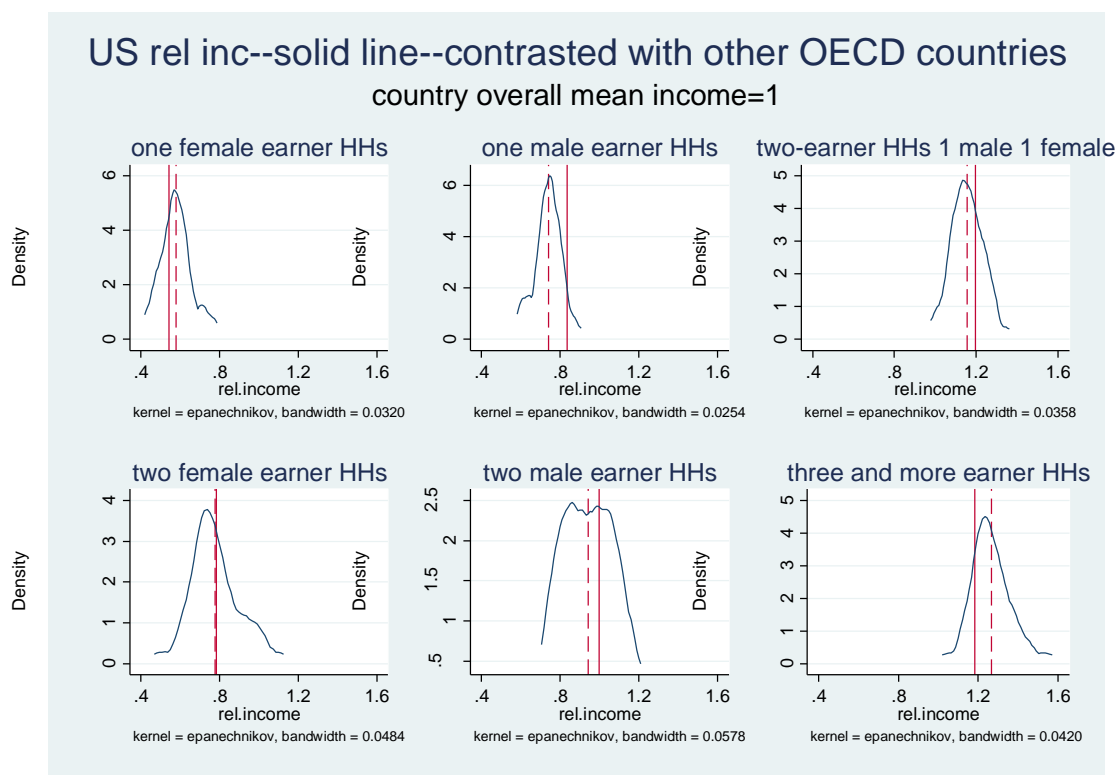 US rel inc--solid line--contrasted with other OECD countries
country overall mean income=1
one female earner HHs
Density
0 2 4 6
.4 .8 1.2 1.6
rel.income
kernel = epanechnikov, bandwidth = 0.0320
one male earner HHs
Density
0 2 4 6
.4 .8 1.2 1.6
rel.income
kernel = epanechnikov, bandwidth = 0.0254
two-earner HHs 1 male 1 female
Density
0 1 2 3 4 5
.4 .8 1.2 1.6
rel.income
kernel = epanechnikov, bandwidth = 0.0358
two female earner HHs
Density
0 1 2 3 4
.4 .8 1.2 1.6
rel.income
kernel = epanechnikov, bandwidth = 0.0484
two male earner HHs
Density
.5 1 1.5 2 2.5
.4 .8 1.2 1.6
rel.income
kernel = epanechnikov, bandwidth = 0.0578
three and more earner HHs
Density
0 1 2 3 4 5
.4 .8 1.2 1.6
rel.income
kernel = epanechnikov, bandwidth = 0.0420